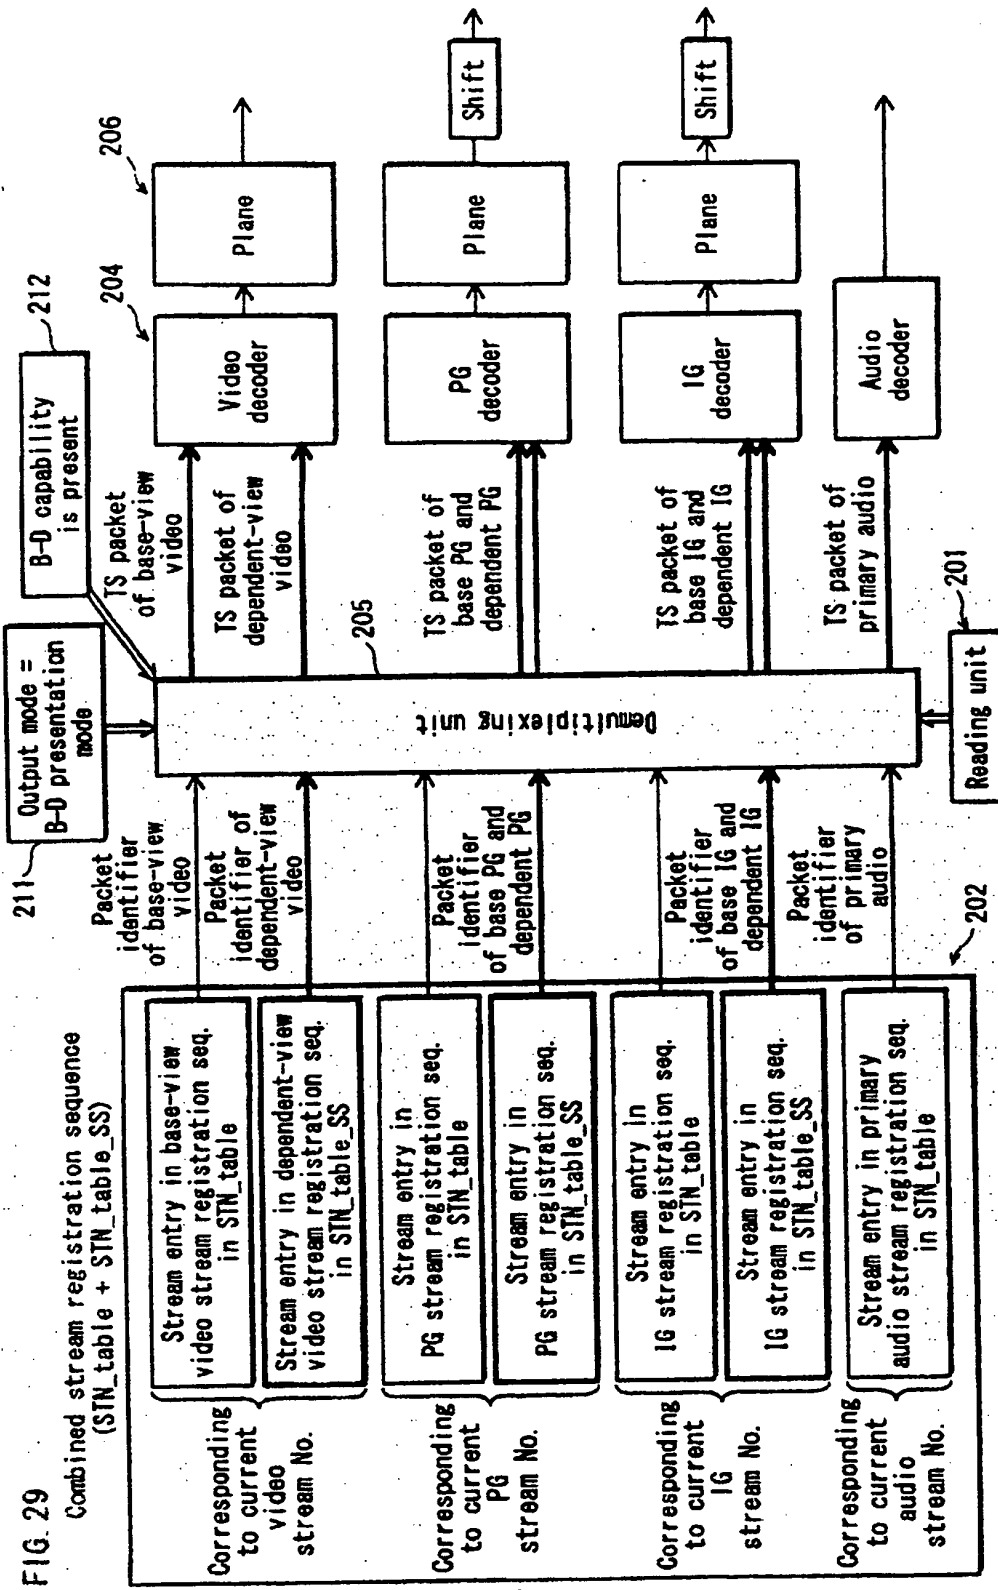 FIG. 29
Combined stream registration sequence
(STN_table + STN_table_SS)
Corresponding
to current
video
stream No.
Stream entry in base-view
video stream registration seq.
in STN_table
Stream entry in dependent-view
video stream registration seq.
in STN_table_SS
Corresponding
to current
PG
stream No.
Stream entry in
PG stream registration seq.
in STN_table
Stream entry in
PG stream registration seq.
in STN_table_SS
Corresponding
to current
IG
stream No.
Stream entry in
IG stream registration seq.
in STN_table
Stream entry in
IG stream registration seq.
in STN_table_SS
Corresponding
to current
audio
stream No.
Stream entry in primary
audio stream registration seq.
in STN_table
202
211
Output mode =
B-D presentation
mode
B-D capability
is present
212
Packet
identifier
of base-view
video
Packet
identifier of
dependent-view
video
Packet
identifier
of base PG and
dependent PG
Packet
identifier
of base IG and
dependent IG
Packet
identifier
of primary
audio
Demultiplexing unit
205
Reading unit
201
TS packet
of base-view
video
TS packet of
dependent-view
video
TS packet of
base PG and
dependent PG
TS packet of
base IG and
dependent IG
TS packet of
primary audio
204
Video
decoder
PG
decoder
IG
decoder
Audio
decoder
206
Plane
Plane
Plane
Shift
Shift